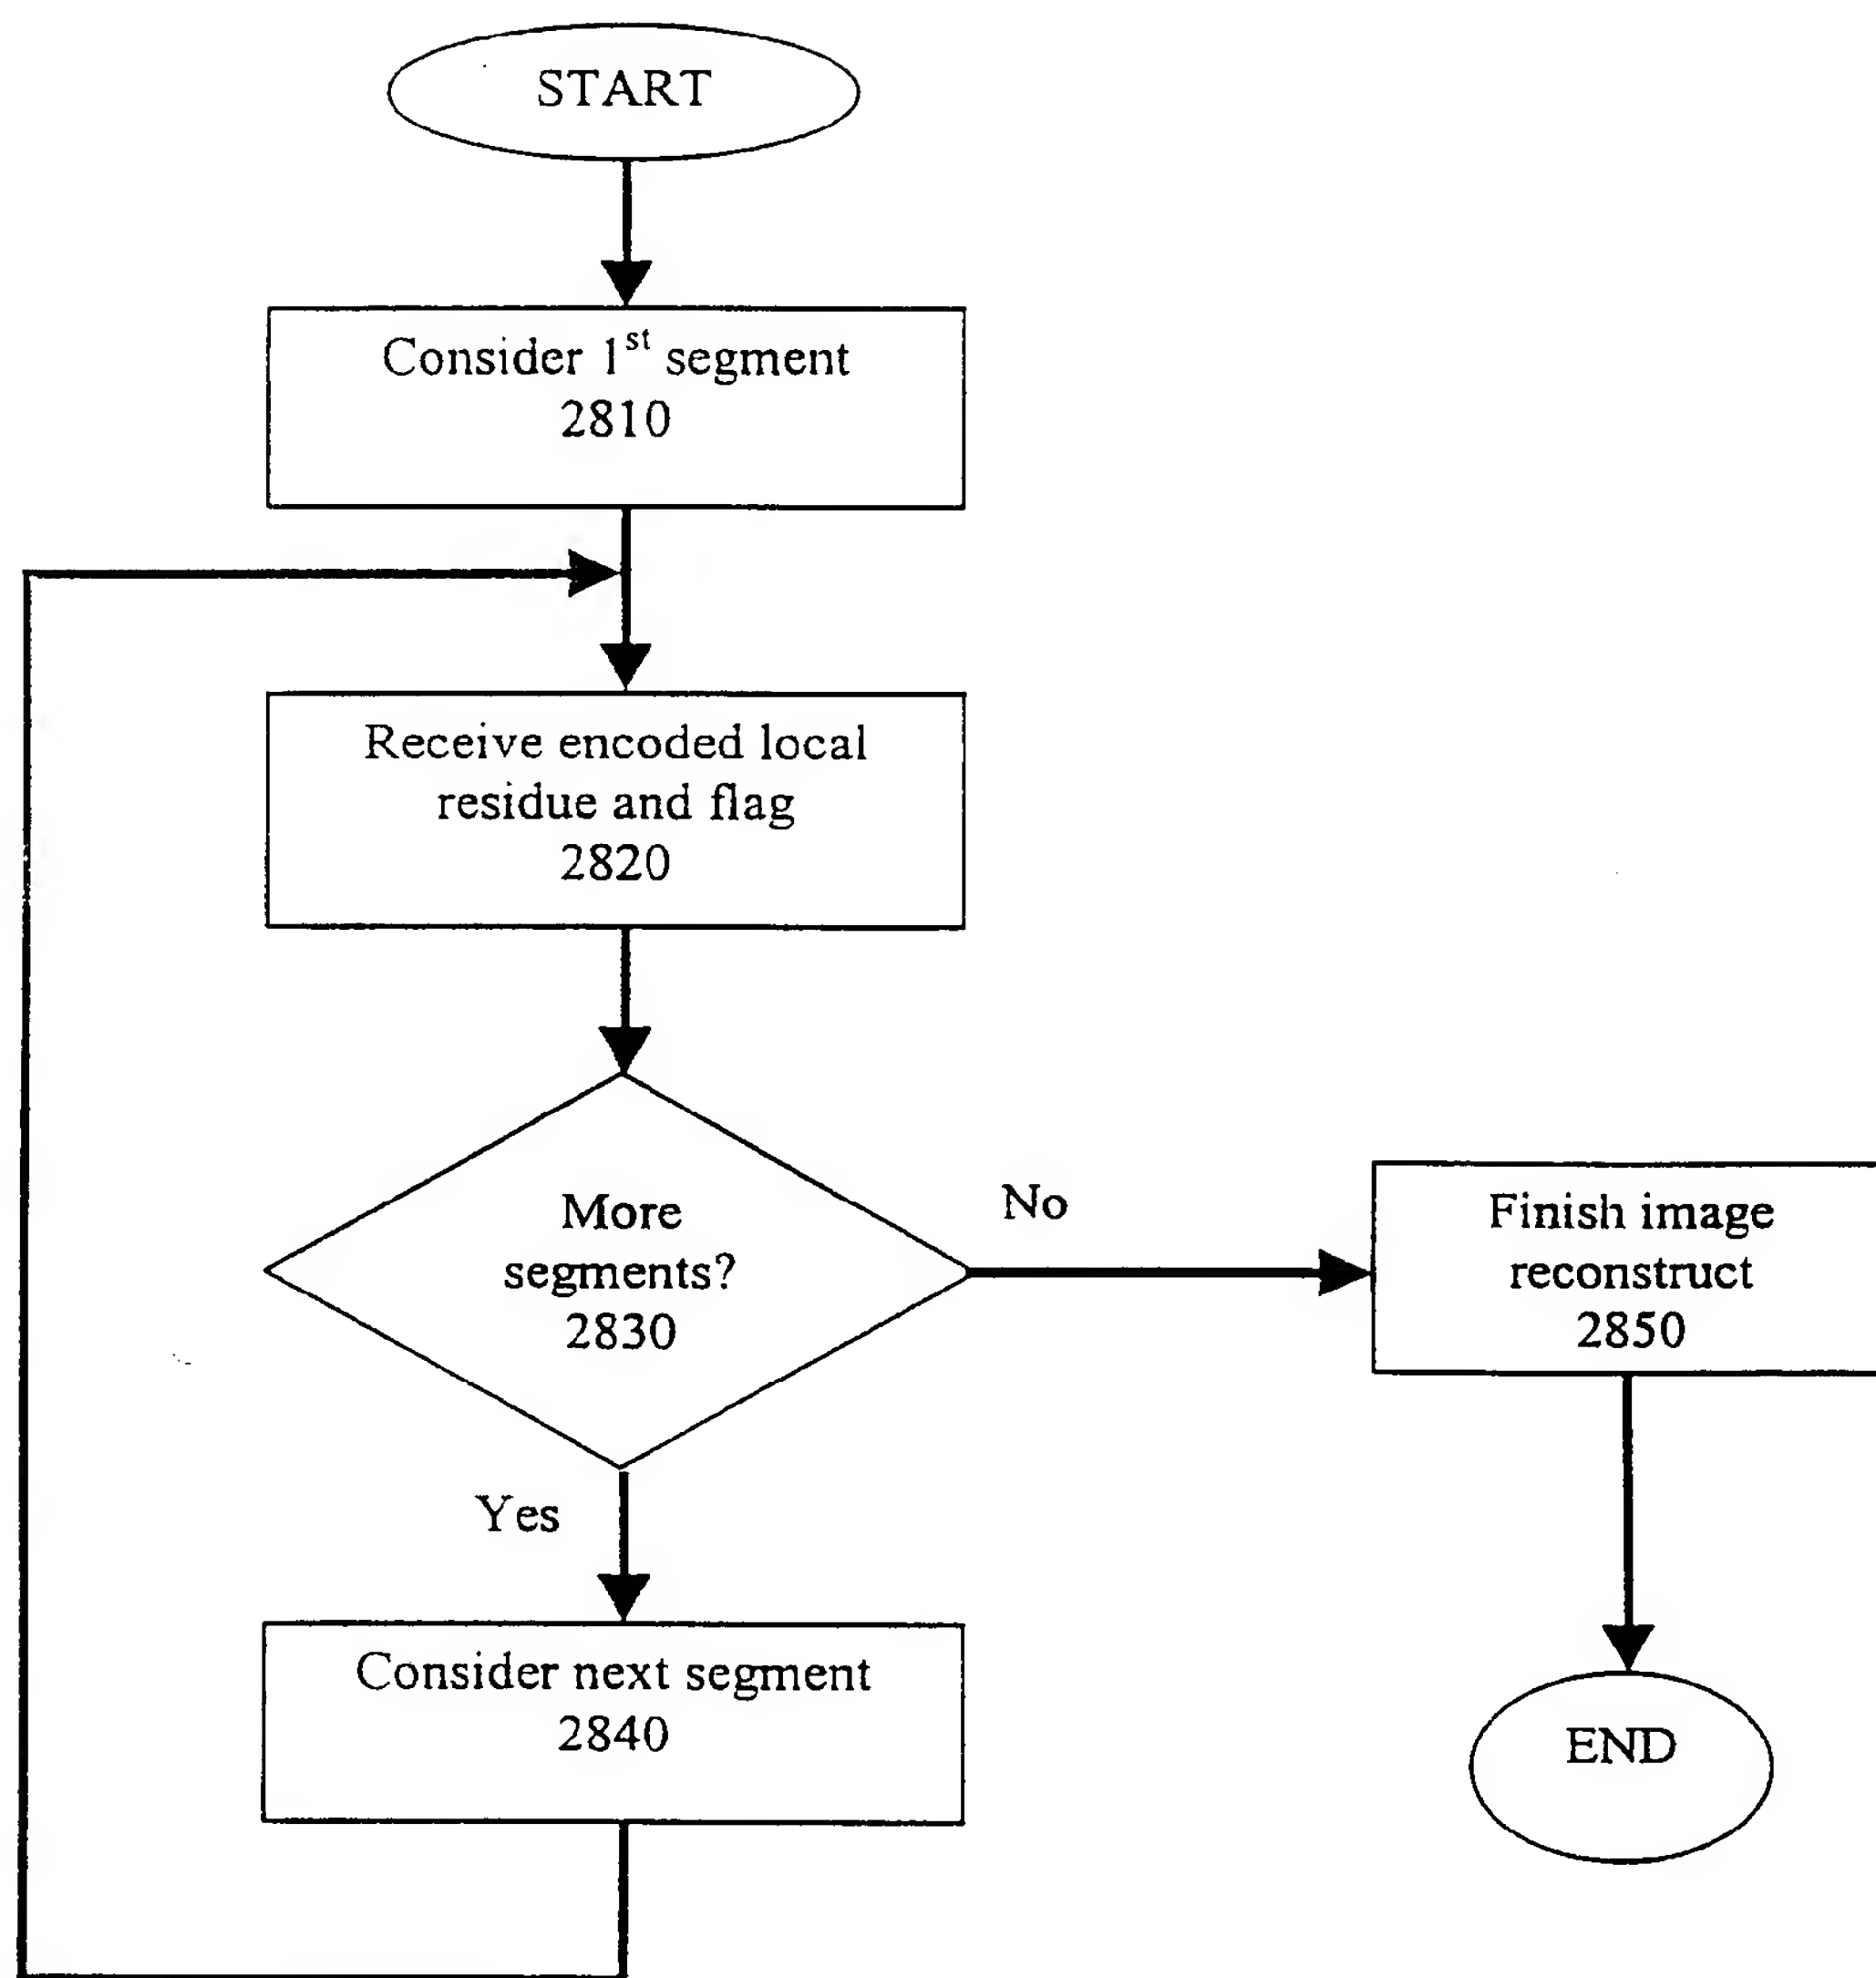 START
Consider 1st segment
2810
Receive encoded local
residue and flag
2820
More
segments?
2830
No
Finish image
reconstruct
2850
Yes
Consider next segment
2840
END